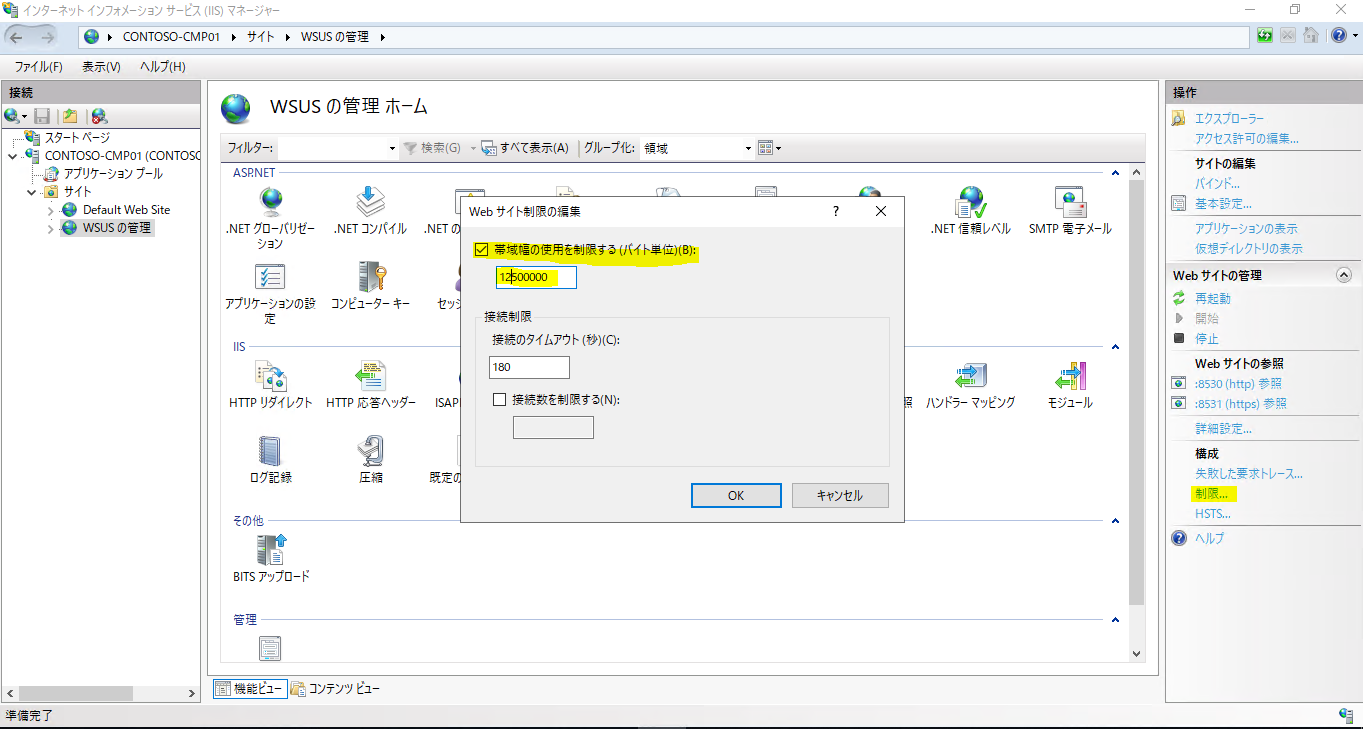 インターネット インフォメーション サービス (IIS) マネージャー
CONTOSO-CMP01 サイト WSUS の管理
ファイル(F) 表示(V) ヘルプ(H)
接続
スタート ページ
CONTOSO-CMP01 (CONTOSC
アプリケーション プール
サイト
Default Web Site
WSUS の管理
WSUS の管理 ホーム
フィルター: 検索(G) すべて表示(A) グループ化: 領域
ASP.NET
.NET グローバリゼーション
.NET コンパイル
.NET の
.NET 信頼レベル
SMTP 電子メール
アプリケーションの設定
コンピューター キー
セッシ
IIS
HTTP リダイレクト
HTTP 応答ヘッダー
ISAP
照
ハンドラー マッピング
モジュール
ログ記録
圧縮
既定の
その他
BITS アップロード
管理
機能ビュー
コンテンツ ビュー
Web サイト制限の編集
?
帯域幅の使用を制限する (バイト単位)(B):
12500000
接続制限
接続のタイムアウト (秒)(C):
180
接続数を制限する(N):
OK
キャンセル
操作
エクスプローラー
アクセス許可の編集...
サイトの編集
バインド...
基本設定...
アプリケーションの表示
仮想ディレクトリの表示
Web サイトの管理
再起動
開始
停止
Web サイトの参照
:8530 (http) 参照
:8531 (https) 参照
詳細設定...
構成
失敗した要求トレース...
制限...
HSTS...
ヘルプ
準備完了